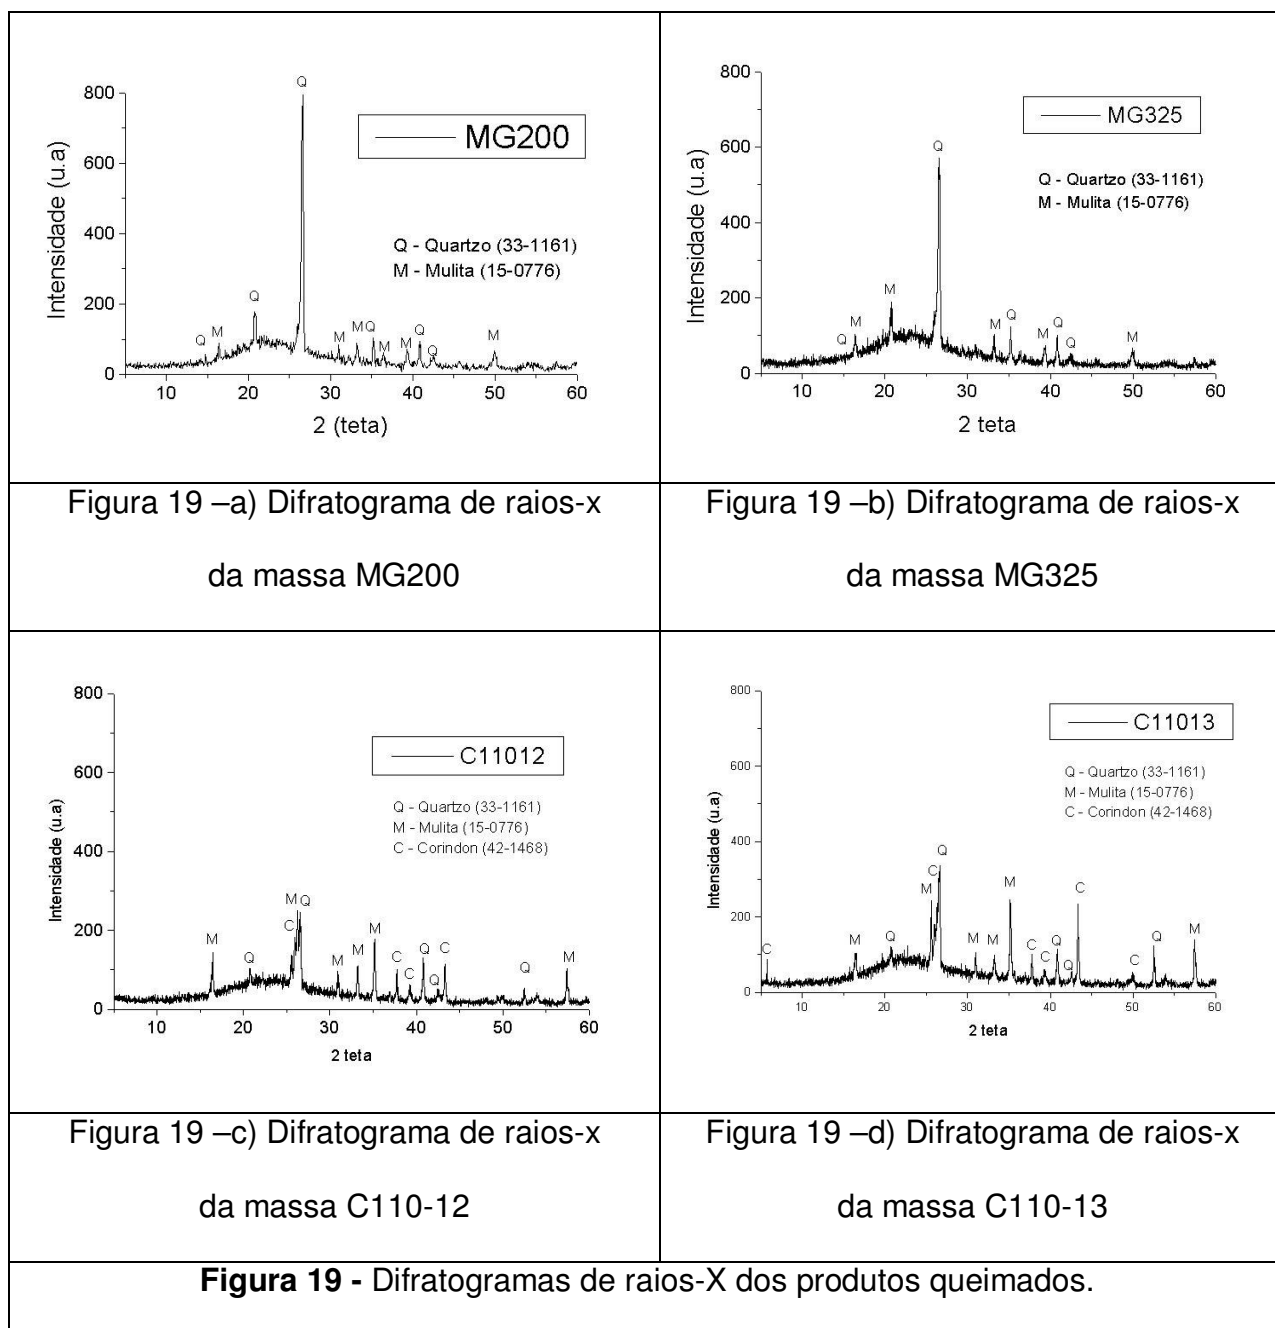 Q
800
MG200
600
Intensidade (u.a)
400
Q - Quartzo (33-1161)
M - Mulita (15-0776)
200
0
Q M Q M M Q M M Q Q M
10 20 30 40 50 60
2 (teta)
800
MG325
600
Q
Intensidade (u.a)
Q - Quartzo (33-1161)
M - Mulita (15-0776)
400
200
0
Q M M M Q M Q Q M
10 20 30 40 50 60
2 teta
Figura 19 –a) Difratograma de raios-x
da massa MG200
Figura 19 –b) Difratograma de raios-x
da massa MG325
800
C11012
600
Intensidade (u.a)
Q - Quartzo (33-1161)
M - Mulita (15-0776)
C - Corindon (42-1468)
400
200
0
M Q C M Q M M M C C Q Q C Q M
10 20 30 40 50 60
2 teta
800
C11013
600
Intensidade (u.a)
Q - Quartzo (33-1161)
M - Mulita (15-0776)
C - Corindon (42-1468)
400
200
0
C M Q M C Q M M M C C Q Q C C Q M
10 20 30 40 50 60
2 teta
Figura 19 –c) Difratograma de raios-x
da massa C110-12
Figura 19 –d) Difratograma de raios-x
da massa C110-13
Figura 19 - Difratogramas de raios-X dos produtos queimados.